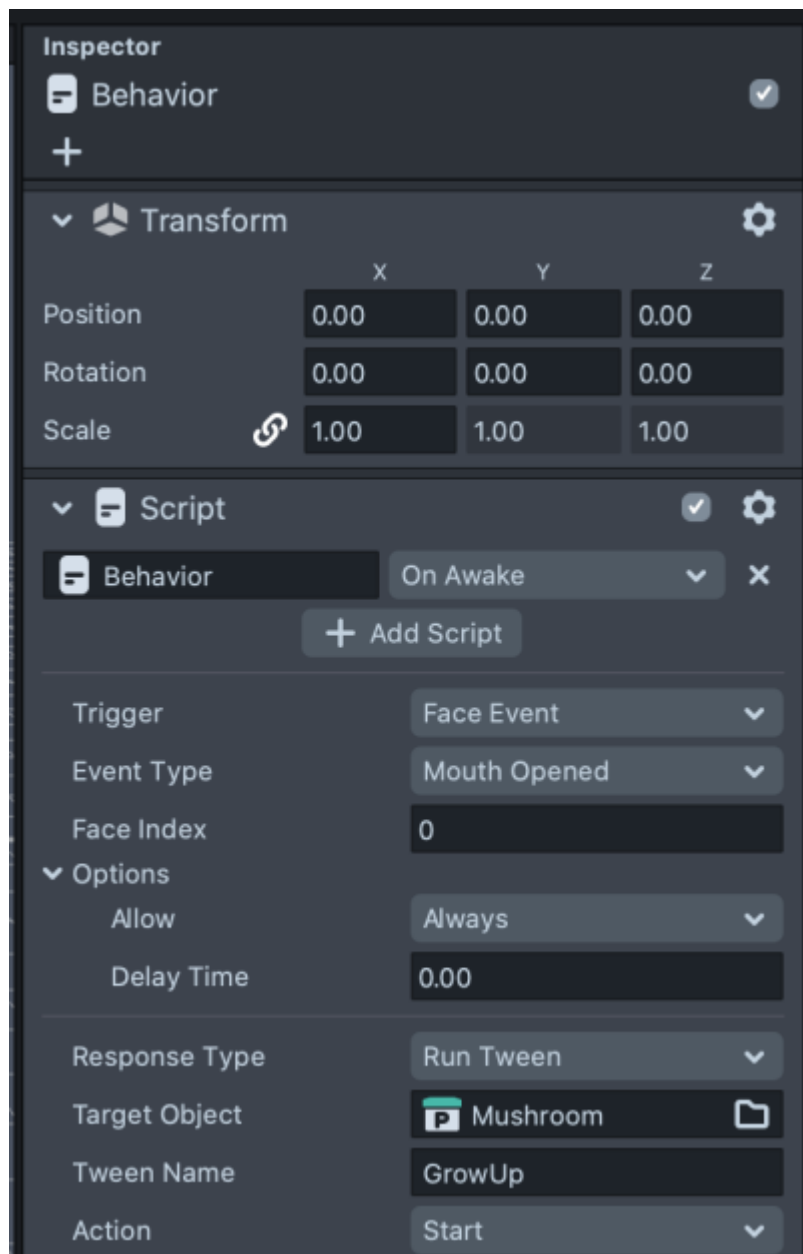 Inspector
Behavior
Transform
X Y Z
Position 0.00 0.00 0.00
Rotation 0.00 0.00 0.00
Scale 1.00 1.00 1.00
Script
Behavior On Awake
Add Script
Trigger Face Event
Event Type Mouth Opened
Face Index 0
Options
Allow Always
Delay Time 0.00
Response Type Run Tween
Target Object P Mushroom
Tween Name GrowUp
Action Start